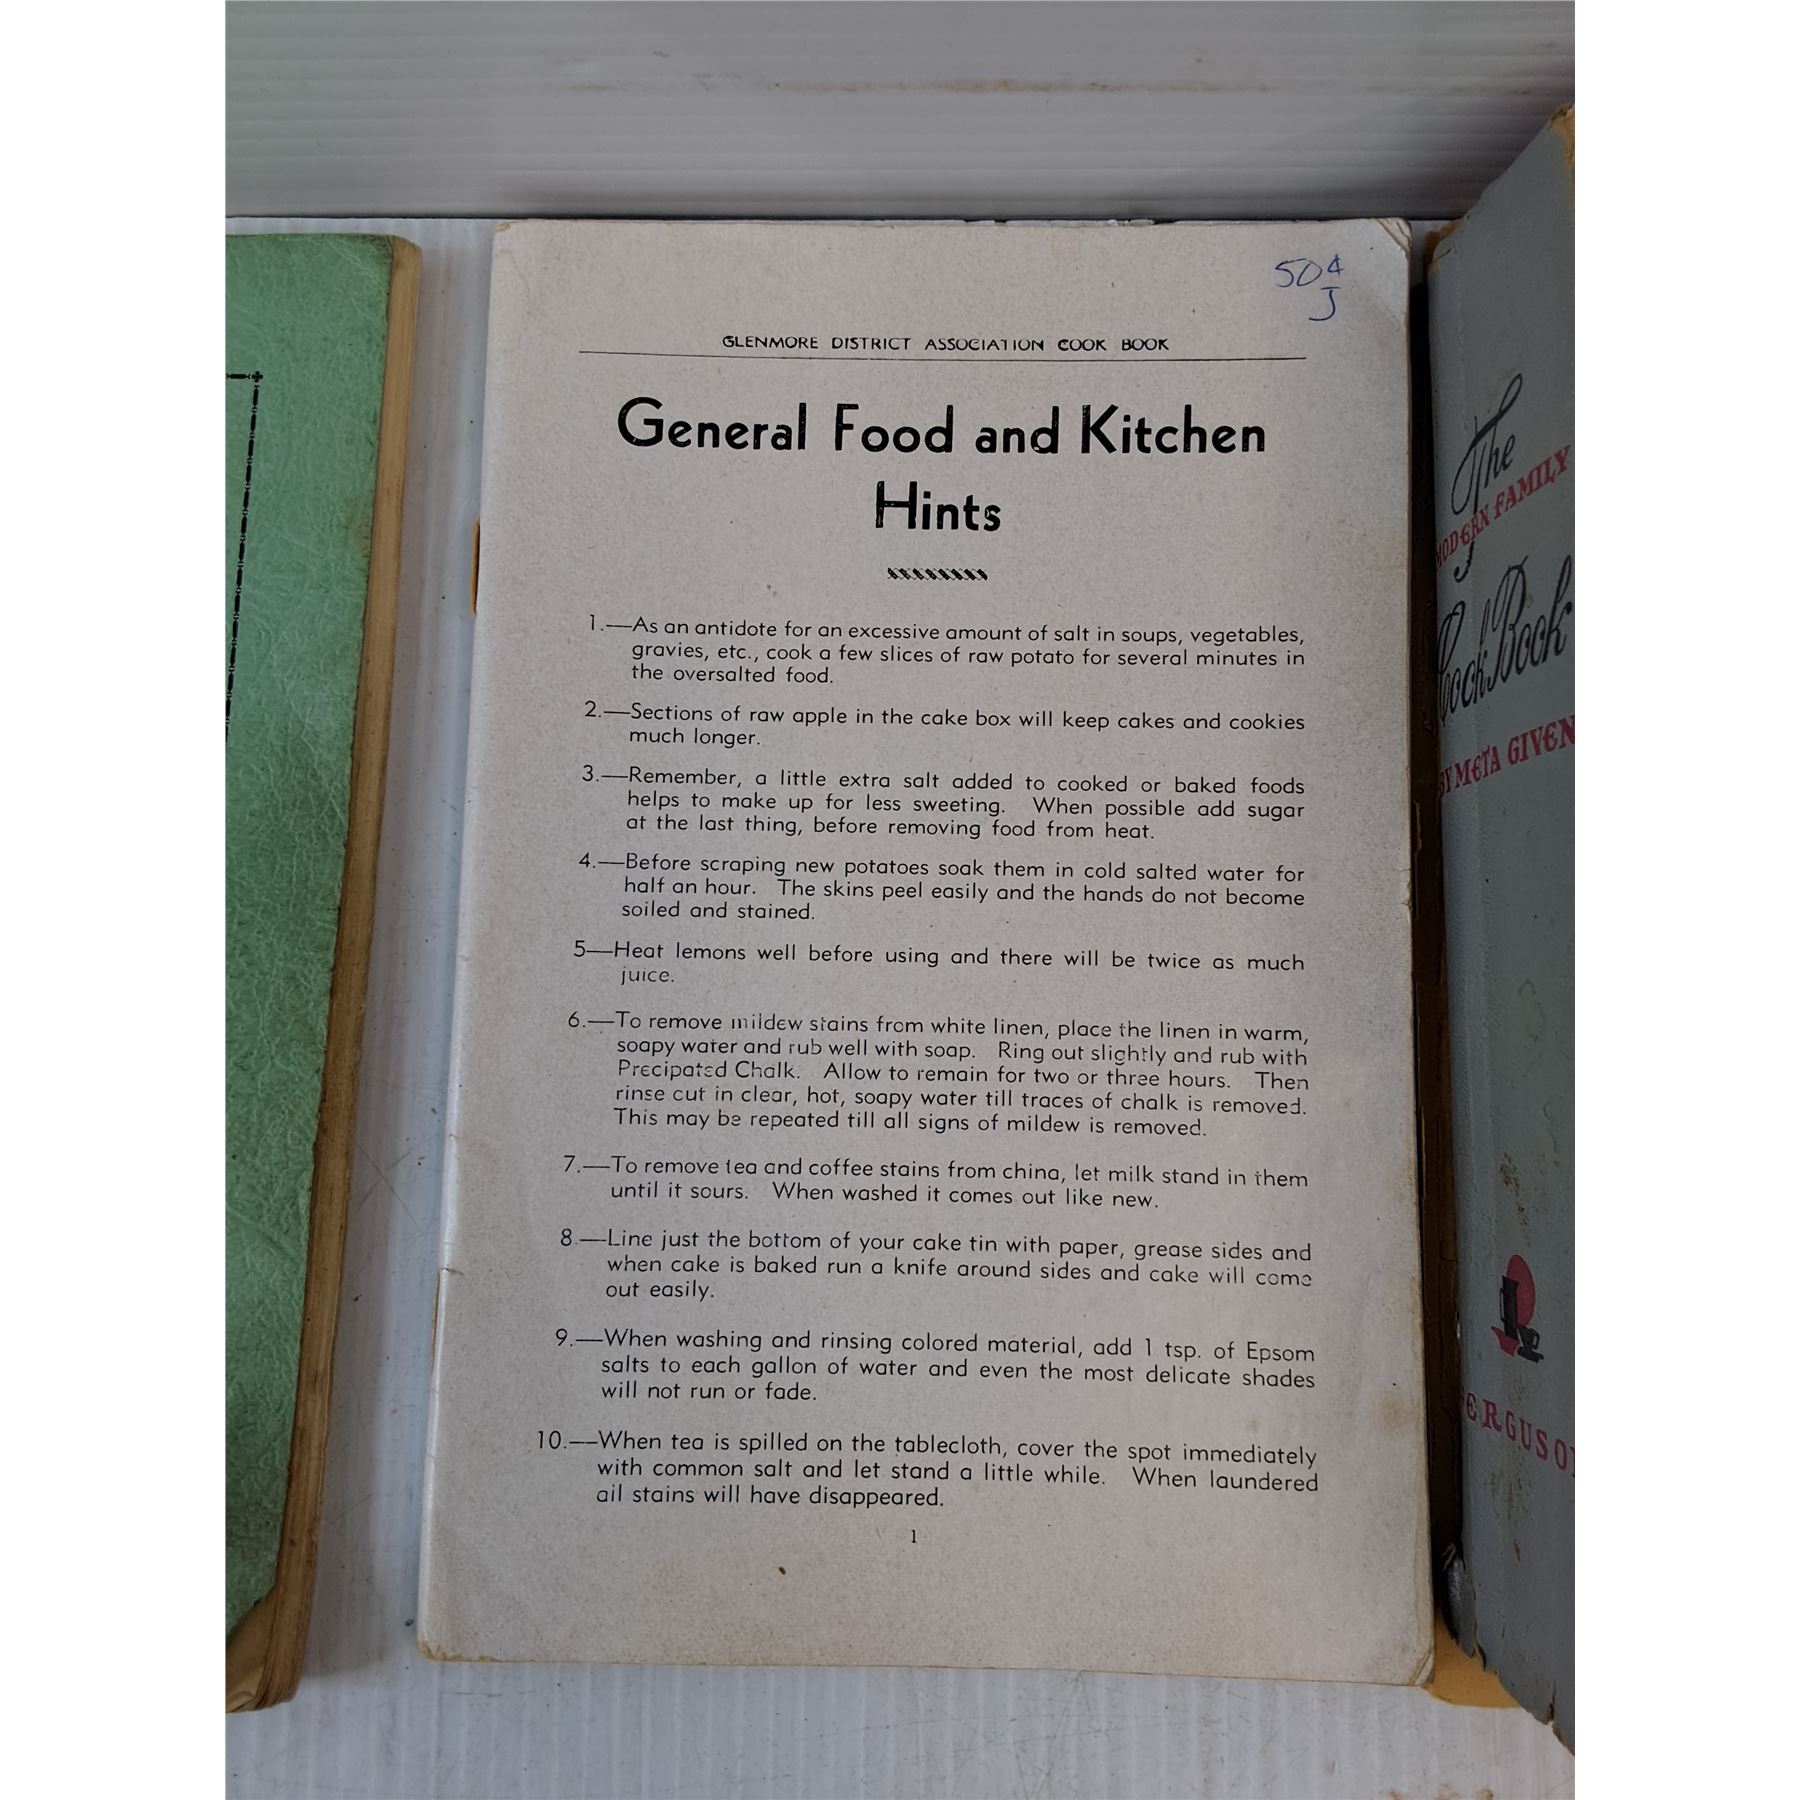 50¢
J
GLENMORE DISTRICT ASSOCIATION COOK BOOK
General Food and Kitchen
Hints
1.—As an antidote for an excessive amount of salt in soups, vegetables,
gravies, etc., cook a few slices of raw potato for several minutes in
the oversalted food.
2.—Sections of raw apple in the cake box will keep cakes and cookies
much longer.
3.—Remember, a little extra salt added to cooked or baked foods
helps to make up for less sweeting. When possible add sugar
at the last thing, before removing food from heat.
4.—Before scraping new potatoes soak them in cold salted water for
half an hour. The skins peel easily and the hands do not become
soiled and stained.
5—Heat lemons well before using and there will be twice as much
juice.
6.—To remove mildew stains from white linen, place the linen in warm,
soapy water and rub well with soap. Ring out slightly and rub with
Precipated Chalk. Allow to remain for two or three hours. Then
rinse out in clear, hot, soapy water till traces of chalk is removed.
This may be repeated till all signs of mildew is removed.
7.—To remove tea and coffee stains from china, let milk stand in them
until it sours. When washed it comes out like new.
8.—Line just the bottom of your cake tin with paper, grease sides and
when cake is baked run a knife around sides and cake will come
out easily.
9.—When washing and rinsing colored material, add 1 tsp. of Epsom
salts to each gallon of water and even the most delicate shades
will not run or fade.
10.—When tea is spilled on the tablecloth, cover the spot immediately
with common salt and let stand a little while. When laundered
all stains will have disappeared.
1
The
MODERN FAMILY
Cook Book
BY META GIVEN
FERGUSON